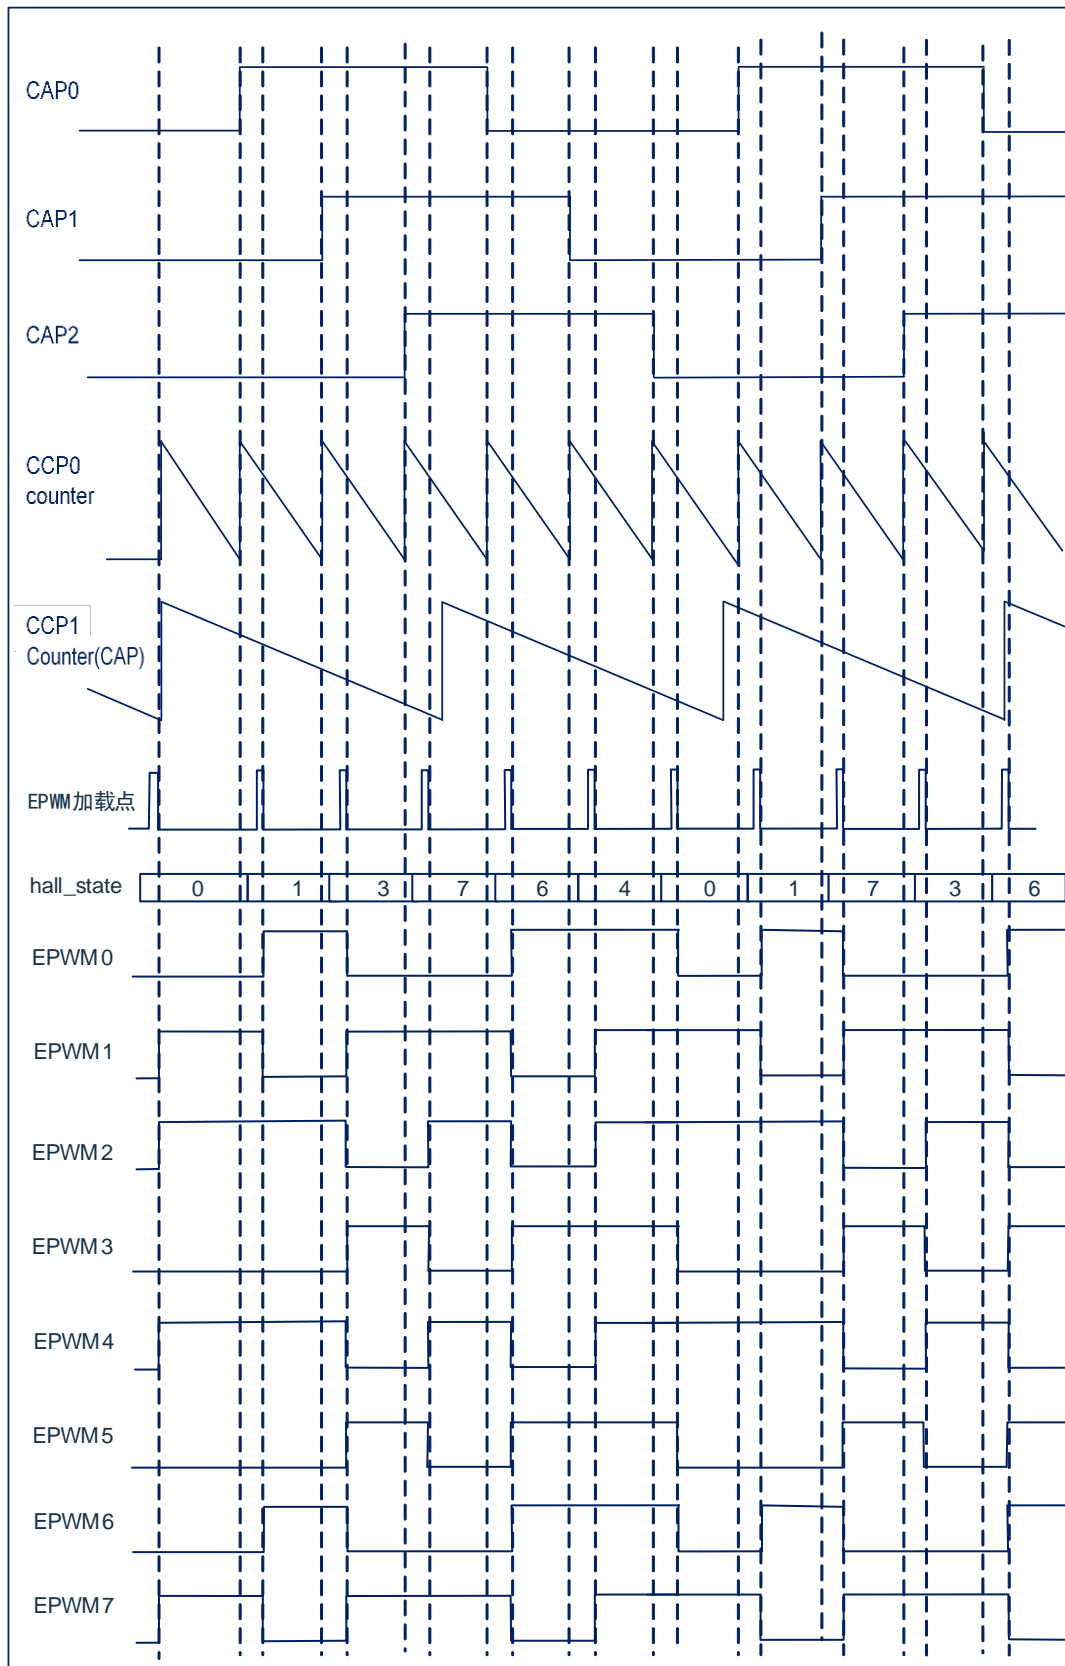 CAP0
CAP1
CAP2
CCP0
counter
CCP1
Counter(CAP)
EPWM加载点
hall_state 0 1 3 7 6 4 0 1 7 3 6
EPWM0
EPWM1
EPWM2
EPWM3
EPWM4
EPWM5
EPWM6
EPWM7